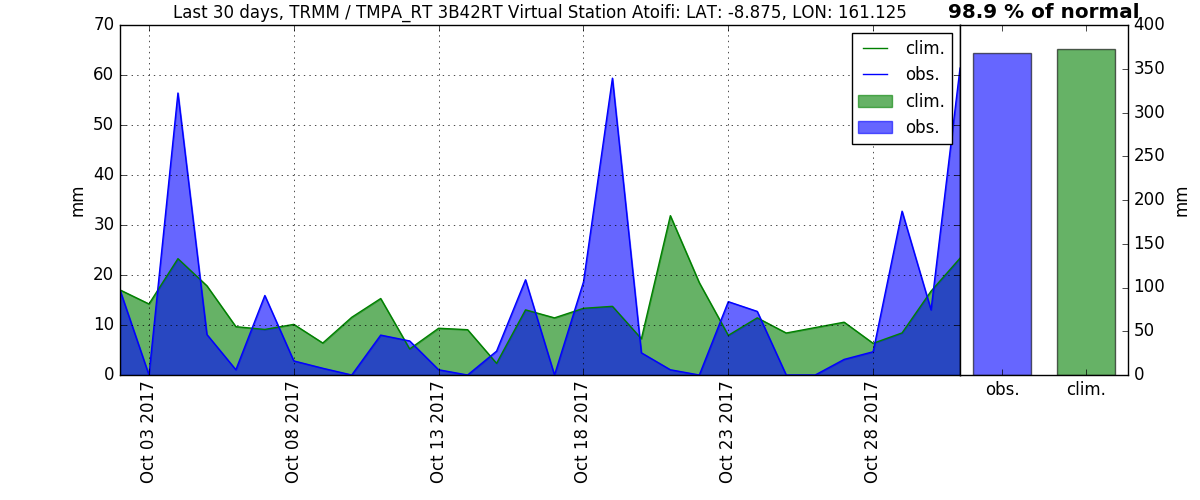 Last 30 days, TRMM / TMPA_RT 3B42RT Virtual Station Atoifi: LAT: -8.875, LON: 161.125
98.9 % of normal
70
60
50
40
30
20
10
0
mm
clim.
obs.
clim.
obs.
400
350
300
250
200
150
100
50
0
mm
obs.
clim.
Oct 03 2017
Oct 08 2017
Oct 13 2017
Oct 18 2017
Oct 23 2017
Oct 28 2017